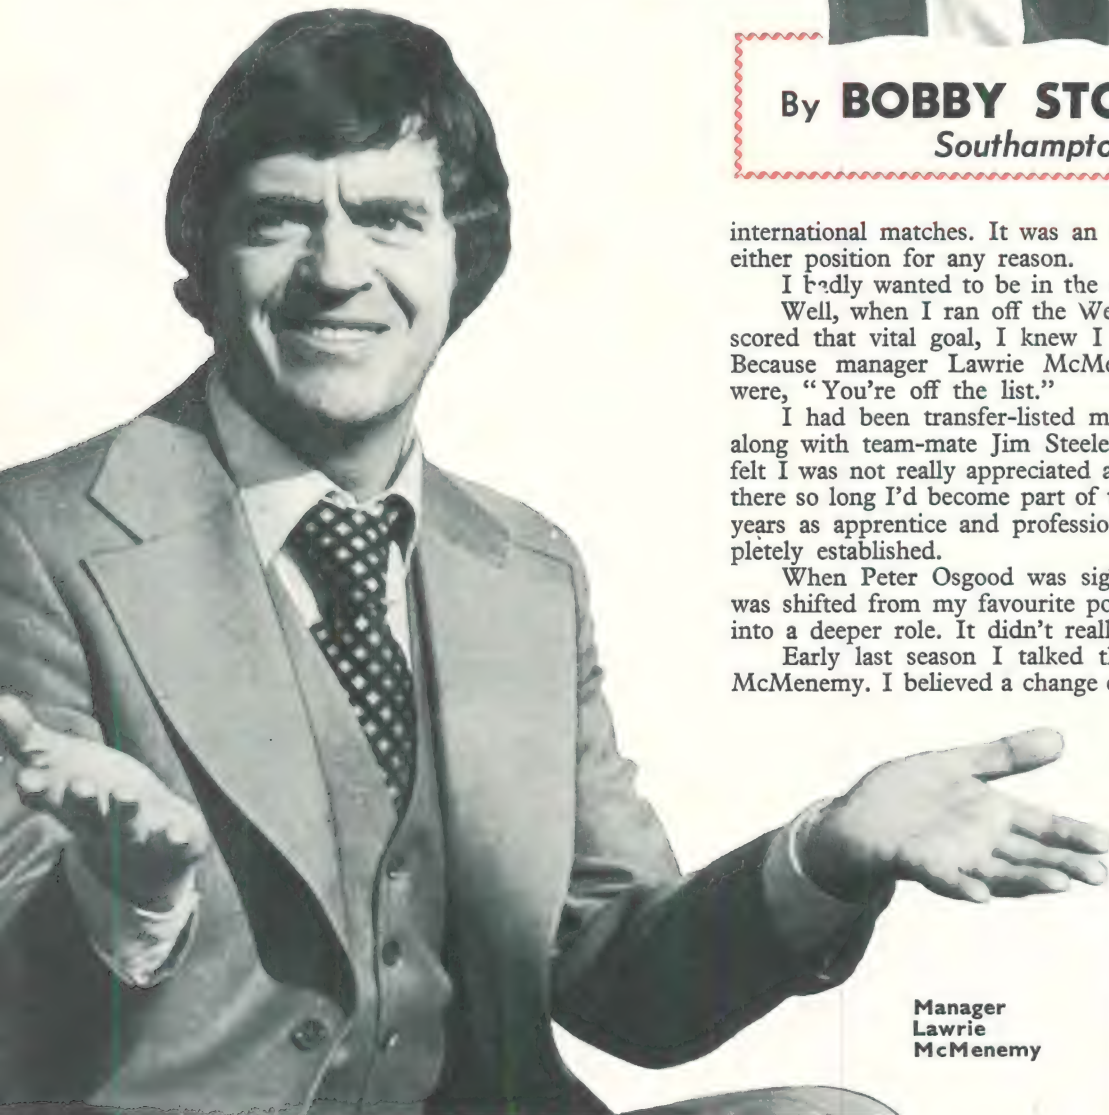 By BOBBY STO
Southampto
international matches. It was an
either position for any reason.
I badly wanted to be in the
Well, when I ran off the We
scored that vital goal, I knew I
Because manager Lawrie McMe
were, “You're off the list.”
I had been transfer-listed m
along with team-mate Jim Steele
felt I was not really appreciated a
there so long I'd become part of
years as apprentice and professio
pletely established.
When Peter Osgood was sig
was shifted from my favourite po
into a deeper role. It didn't reall
Early last season I talked t
McMenemy. I believed a change
Manager
Lawrie
McMenemy